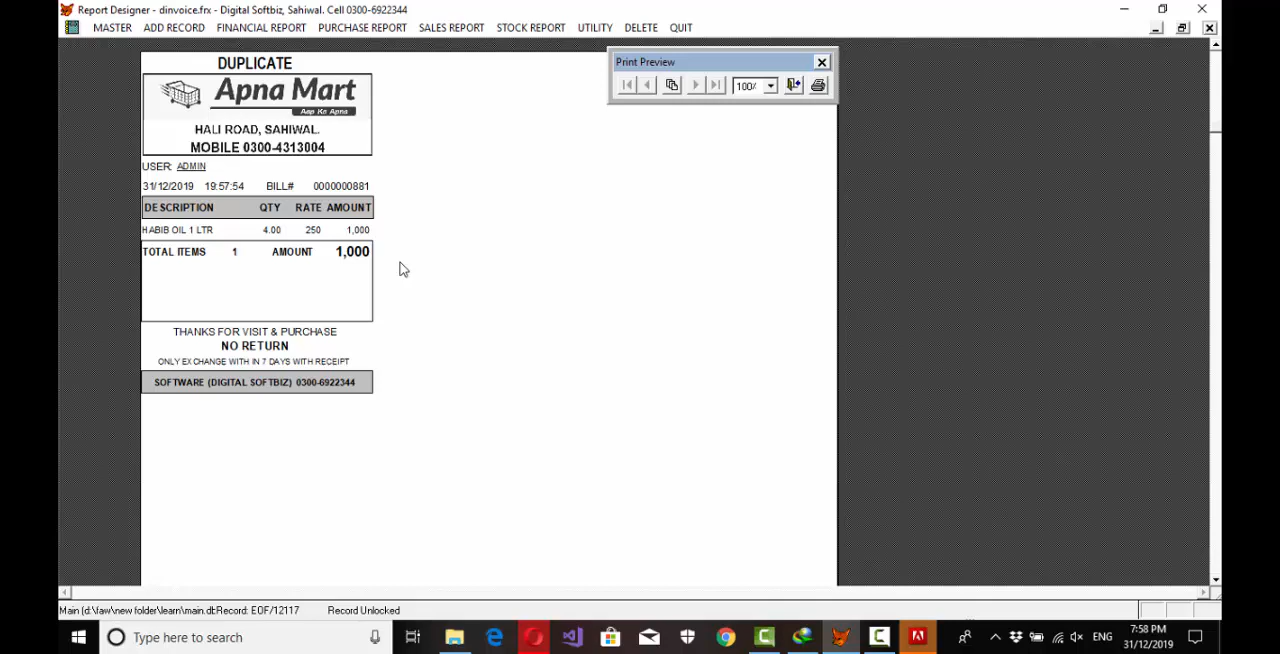 Report Designer - dinvoice.frx - Digital Softbiz, Sahiwal. Cell 0300-6922344
MASTER ADD RECORD FINANCIAL REPORT PURCHASE REPORT SALES REPORT STOCK REPORT UTILITY DELETE QUIT
Print Preview
100%
DUPLICATE
Apna Mart
Aap Ka Apna
HALI ROAD, SAHIWAL.
MOBILE 0300-4313004
USER: ADMIN
31/12/2019 19:57:54 BILL# 0000000881
DESCRIPTION QTY RATE AMOUNT
HABIB OIL 1 LTR 4.00 250 1,000
TOTAL ITEMS 1 AMOUNT 1,000
THANKS FOR VISIT & PURCHASE
NO RETURN
ONLY EXCHANGE WITH IN 7 DAYS WITH RECEIPT
SOFTWARE (DIGITAL SOFTBIZ) 0300-6922344
Main (d:\faw\new folder\learn\main.dt Record: EOF/12117 Record Unlocked
Type here to search
ENG
7:58 PM
31/12/2019